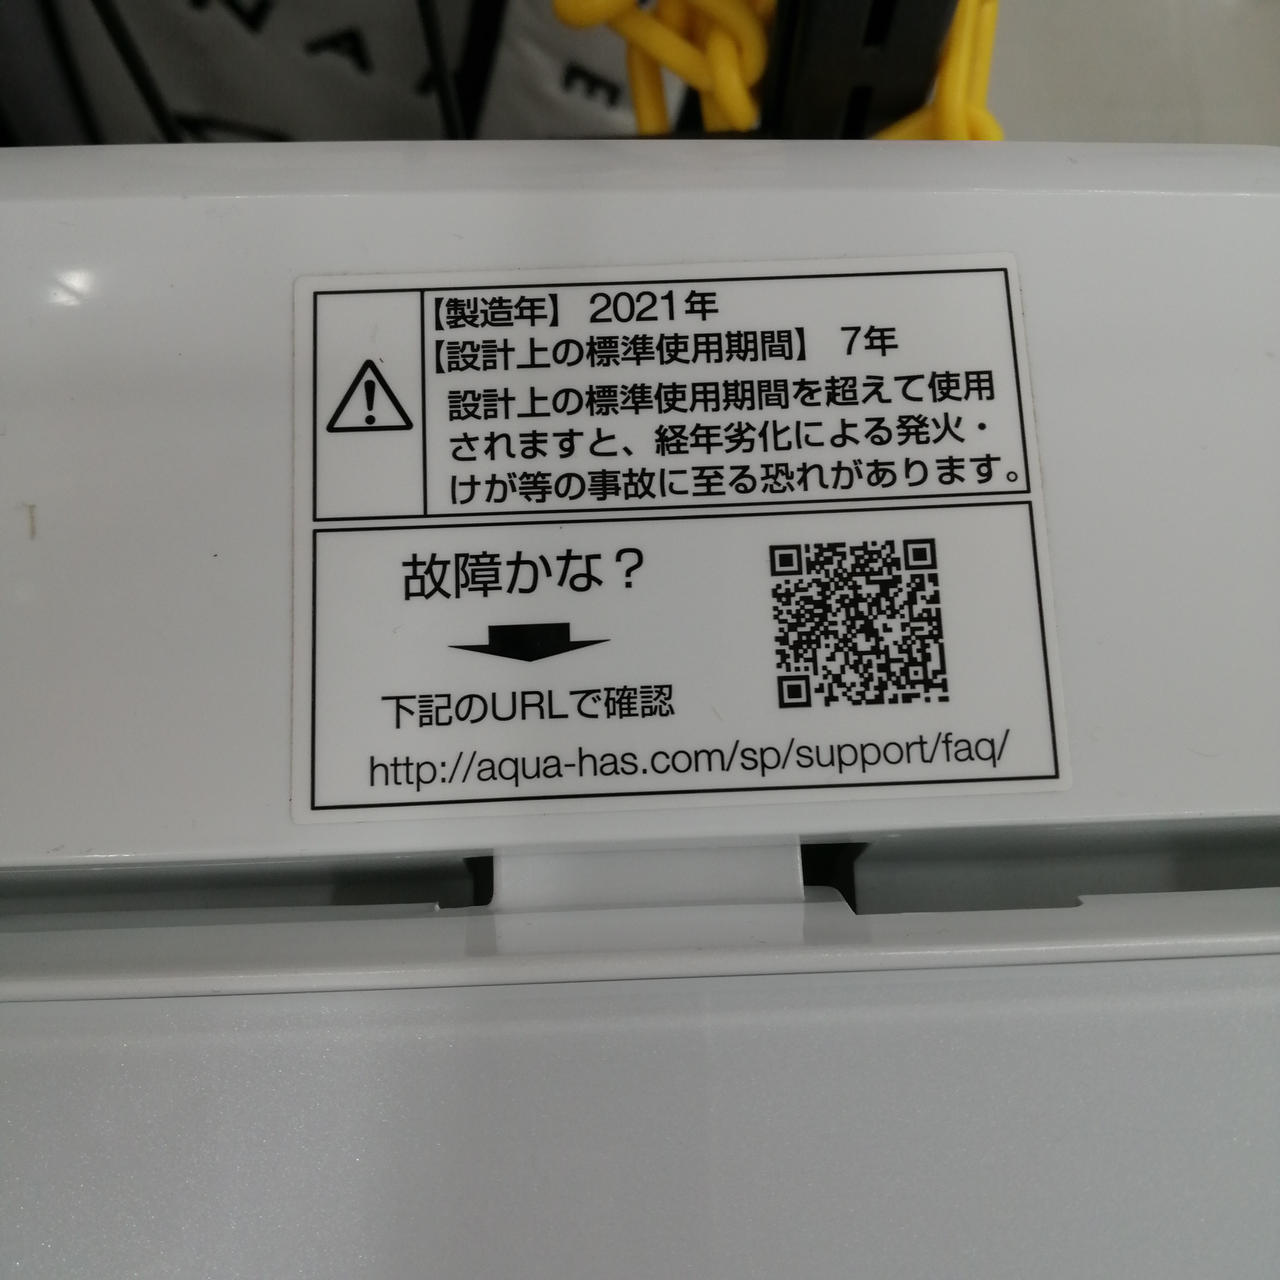 【製造年】 2021年
【設計上の標準使用期間】 7年
設計上の標準使用期間を超えて使用
されますと、経年劣化による発火・
けが等の事故に至る恐れがあります。
故障かな？
下記のURLで確認
http://aqua-has.com/sp/support/faq/